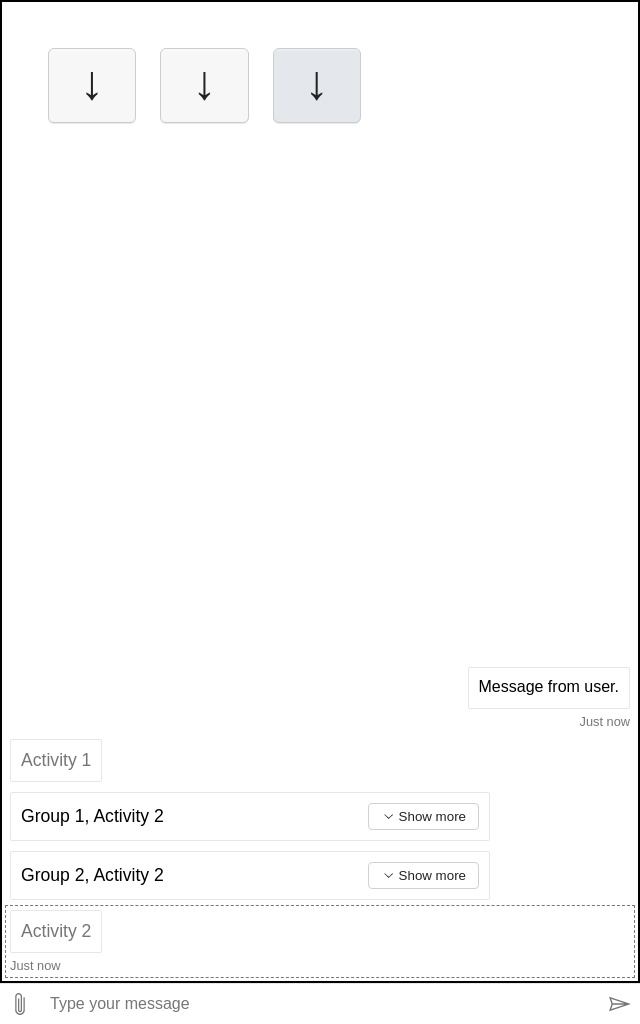 ↓ ↓ ↓
Message from user.
Just now
Activity 1
Group 1, Activity 2 Show more
Group 2, Activity 2 Show more
Activity 2
Just now
Type your message